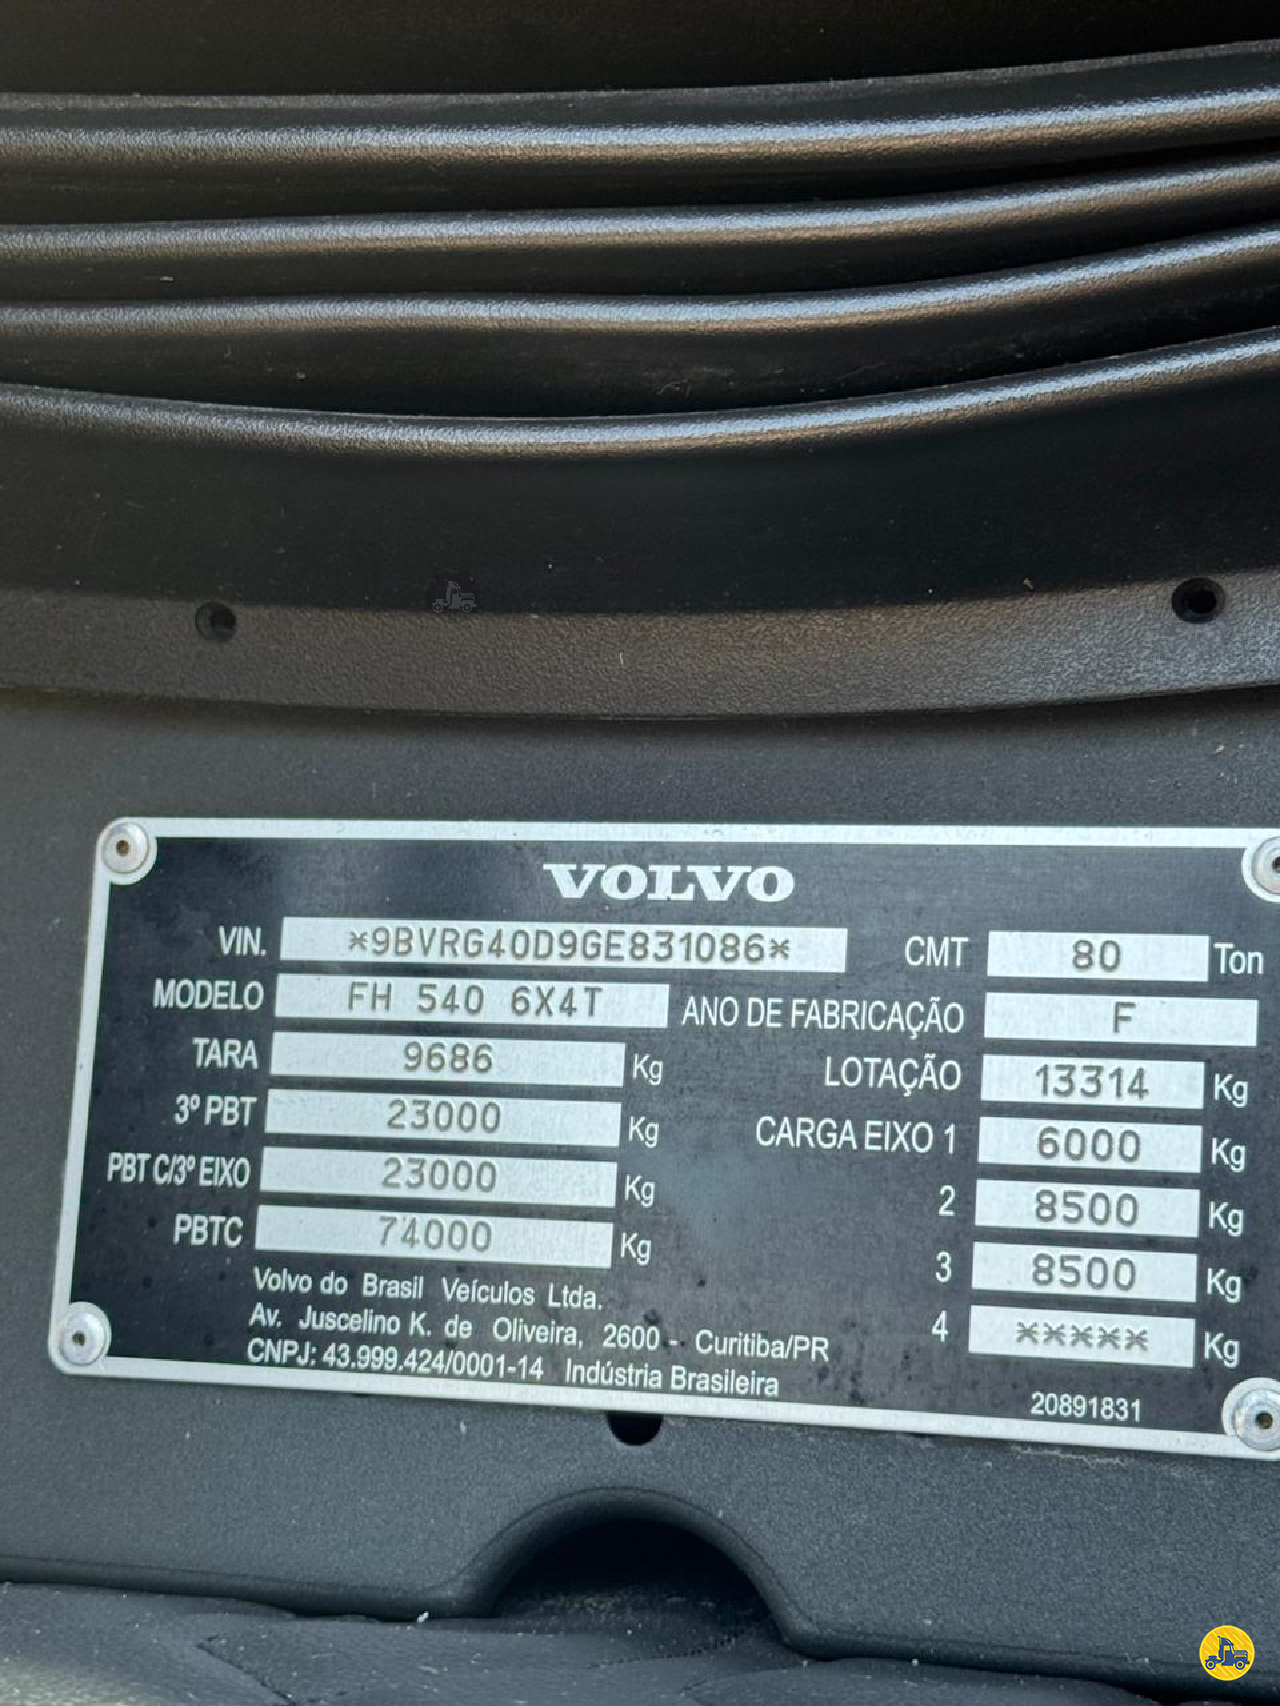 VOLVO
VIN. *9BVRG40D9GE831086* CMT 80 Ton
MODELO FH 540 6X4T ANO DE FABRICAÇÃO F
TARA 9686 Kg LOTAÇÃO 13314 Kg
3º PBT 23000 Kg CARGA EIXO 1 6000 Kg
PBT C/3º EIXO 23000 Kg 2 8500 Kg
PBTC 74000 Kg 3 8500 Kg
4 ***** Kg
Volvo do Brasil Veículos Ltda.
Av. Juscelino K. de Oliveira, 2600 - Curitiba/PR
CNPJ: 43.999.424/0001-14 Indústria Brasileira
20891831